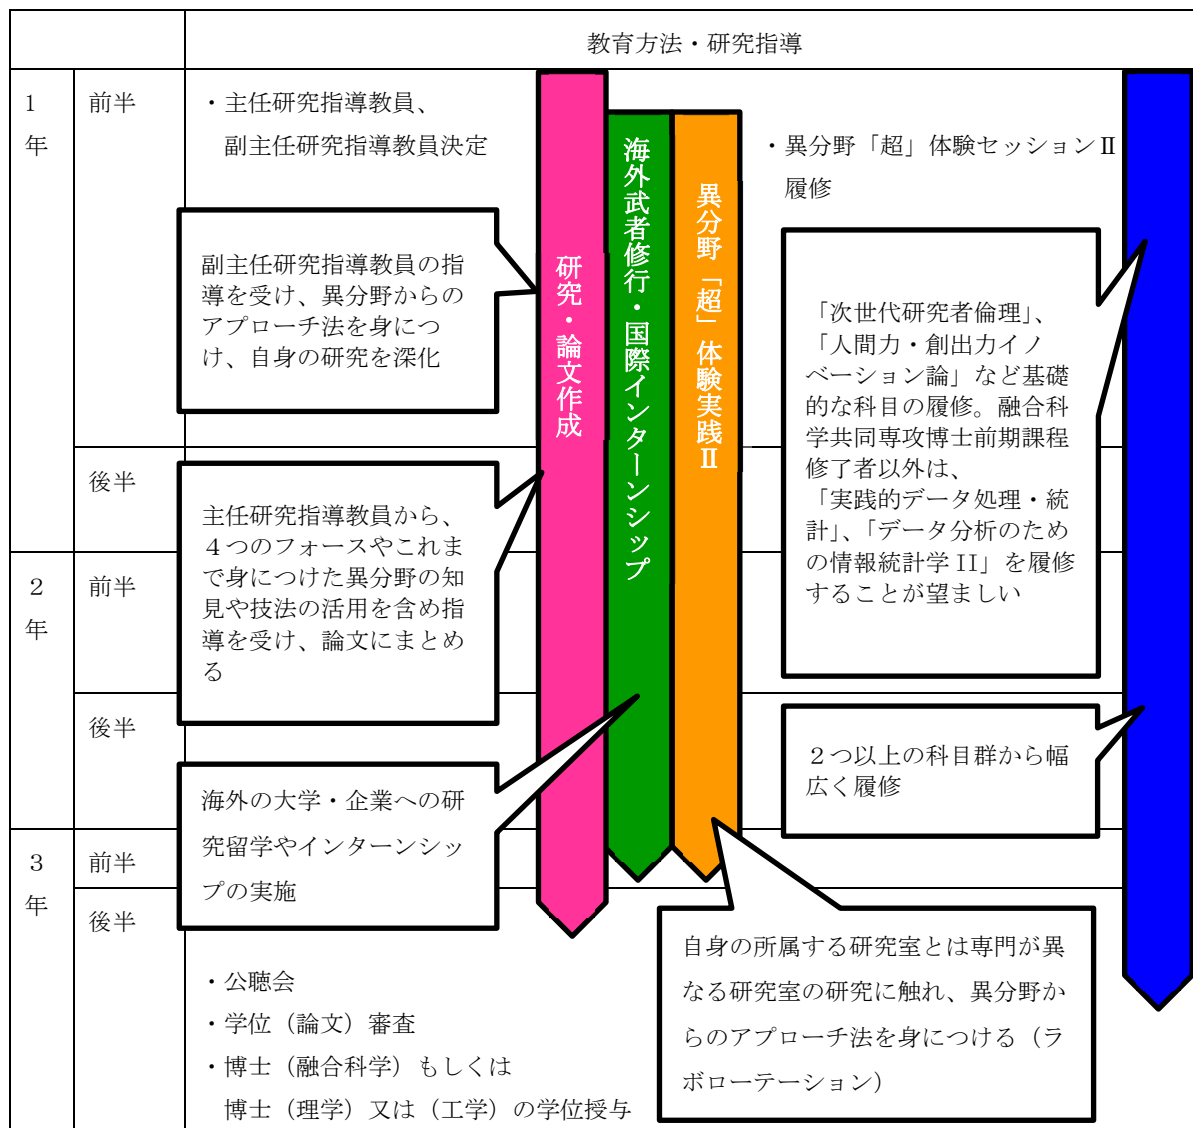 教育方法・研究指導
1
年
前半
・主任研究指導教員、
副主任研究指導教員決定
・異分野「超」体験セッションⅡ
履修
研究・論文作成
海外武者修行・国際インターンシップ
異分野「超」体験実践Ⅱ
副主任研究指導教員の指
導を受け、異分野からの
アプローチ法を身につ
け、自身の研究を深化
「次世代研究者倫理」、
「人間力・創出力イノ
ベーション論」など基礎
的な科目の履修。融合科
学共同専攻博士前期課程
修了者以外は、
「実践的データ処理・統
計」、「データ分析のため
の情報統計学 II」を履修
することが望ましい
後半
主任研究指導教員から、
４つのフォースやこれま
で身につけた異分野の知
見や技法の活用を含め指
導を受け、論文にまとめ
る
２
年
前半
後半
海外の大学・企業への研
究留学やインターンシッ
プの実施
２つ以上の科目群から幅
広く履修
３
年
前半
後半
自身の所属する研究室とは専門が異
なる研究室の研究に触れ、異分野か
らのアプローチ法を身につける（ラ
ボローテーション）
・公聴会
・学位（論文）審査
・博士（融合科学）もしくは
博士（理学）又は（工学）の学位授与